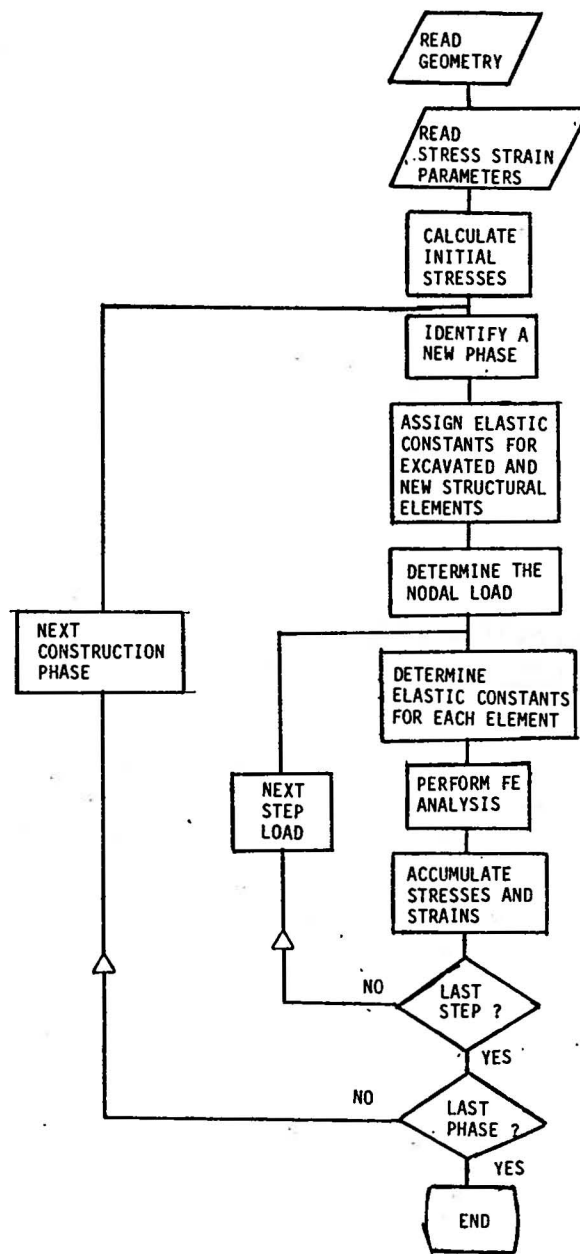 READ
GEOMETRY
READ
STRESS STRAIN
PARAMETERS
CALCULATE
INITIAL
STRESSES
IDENTIFY A
NEW PHASE
ASSIGN ELASTIC
CONSTANTS FOR
EXCAVATED AND
NEW STRUCTURAL
ELEMENTS
DETERMINE THE
NODAL LOAD
NEXT
CONSTRUCTION
PHASE
DETERMINE
ELASTIC CONSTANTS
FOR EACH ELEMENT
NEXT
STEP
LOAD
PERFORM FE
ANALYSIS
ACCUMULATE
STRESSES AND
STRAINS
NO
LAST
STEP ?
YES
NO
LAST
PHASE ?
YES
END